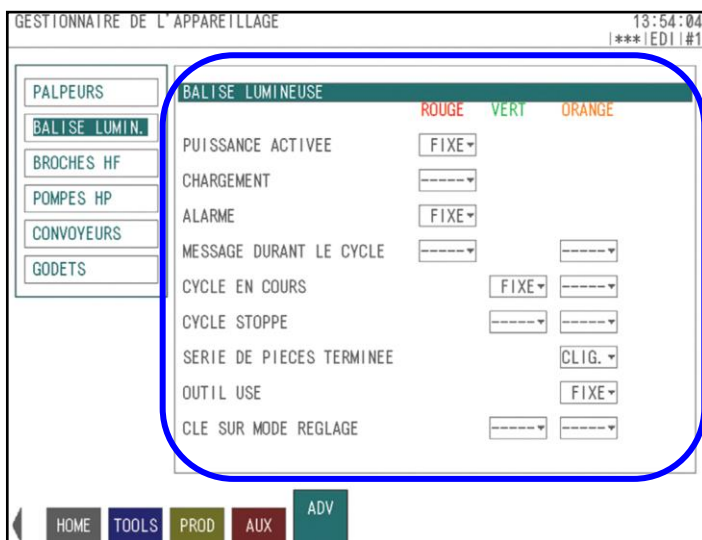 GESTIONNAIRE DE L'APPAREILLAGE 13:54:04
|***|EDI||#1
PALPEURS
BALISE LUMIN.
BROCHES HF
POMPES HP
CONVOYEURS
GODETS
BALISE LUMINEUSE
ROUGE VERT ORANGE
PUISSANCE ACTIVEE FIXE
CHARGEMENT -----
ALARME FIXE
MESSAGE DURANT LE CYCLE ----- -----
CYCLE EN COURS FIXE -----
CYCLE STOPPE ----- -----
SERIE DE PIECES TERMINEE CLIG.
OUTIL USE FIXE
CLE SUR MODE REGLAGE ----- -----
HOME TOOLS PROD AUX ADV